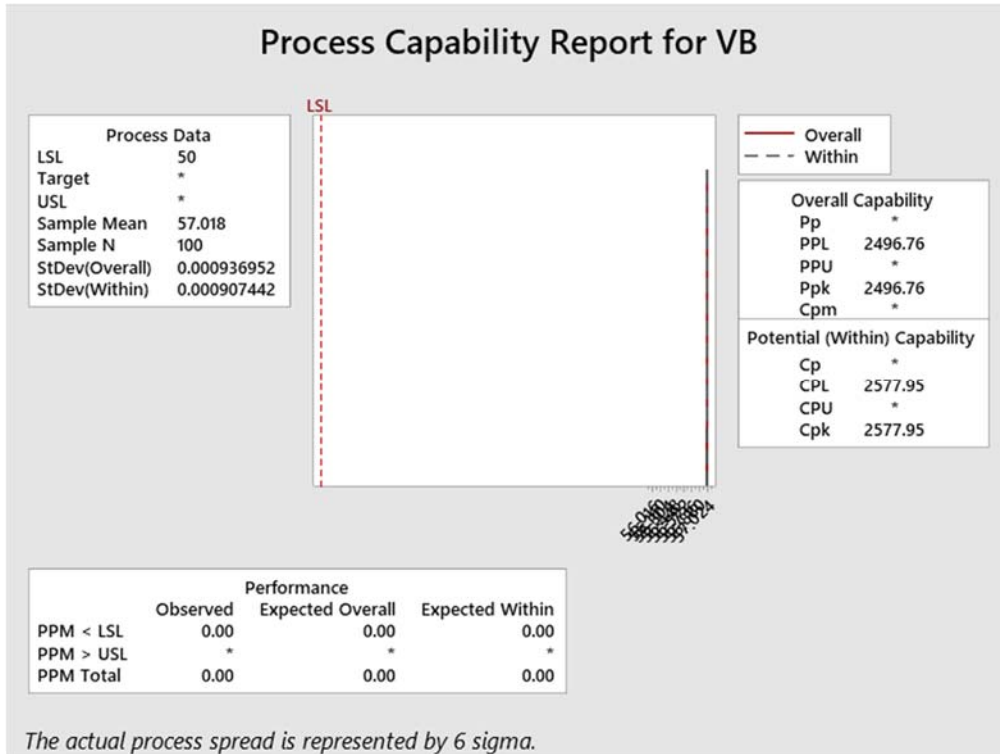 Process Capability Report for VB
LSL
Process Data
LSL 50
Target *
USL *
Sample Mean 57.018
Sample N 100
StDev(Overall) 0.000936952
StDev(Within) 0.000907442
Overall
Within
Overall Capability
Pp *
PPL 2496.76
PPU *
Ppk 2496.76
Cpm *
Potential (Within) Capability
Cp *
CPL 2577.95
CPU *
Cpk 2577.95
Performance
Observed Expected Overall Expected Within
PPM < LSL 0.00 0.00 0.00
PPM > USL * * *
PPM Total 0.00 0.00 0.00
The actual process spread is represented by 6 sigma.